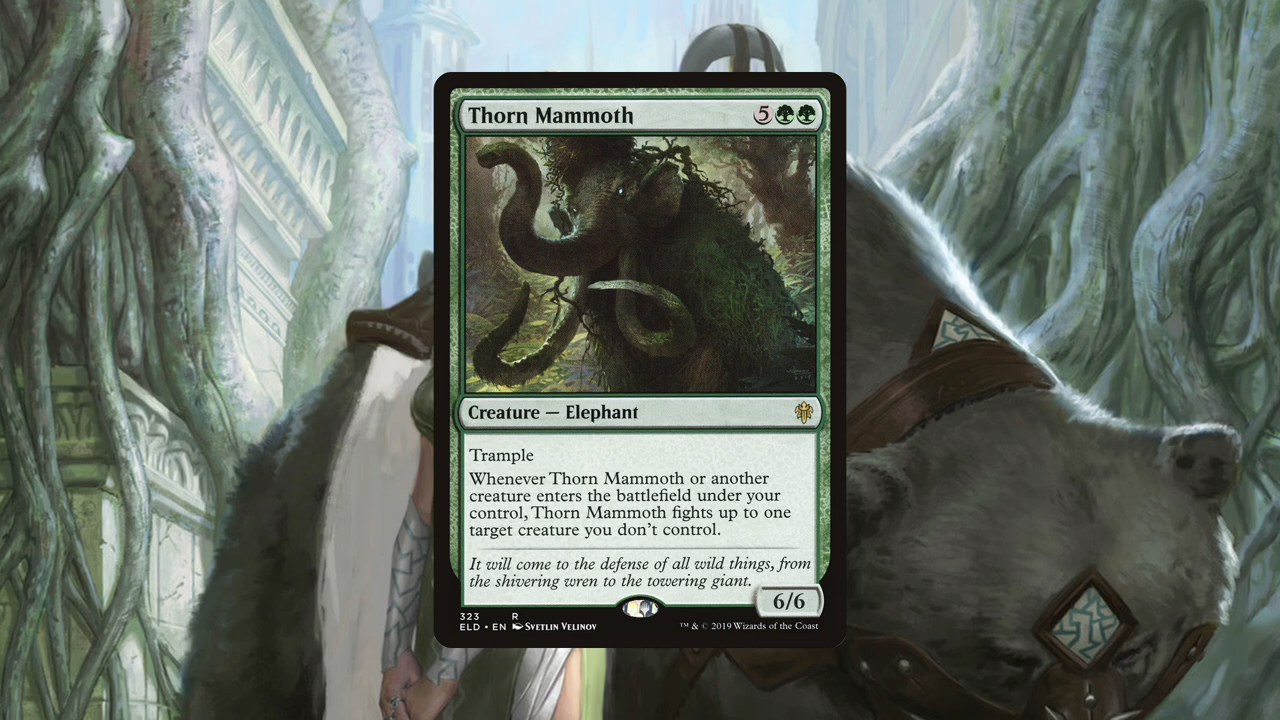 Thorn Mammoth 5
Creature — Elephant
Trample
Whenever Thorn Mammoth or another
creature enters the battlefield under your
control, Thorn Mammoth fights up to one
target creature you don't control.
It will come to the defense of all wild things, from
the shivering wren to the towering giant.
6/6
323 R
ELD • EN Svetlin Velinov
™ & © 2019 Wizards of the Coast